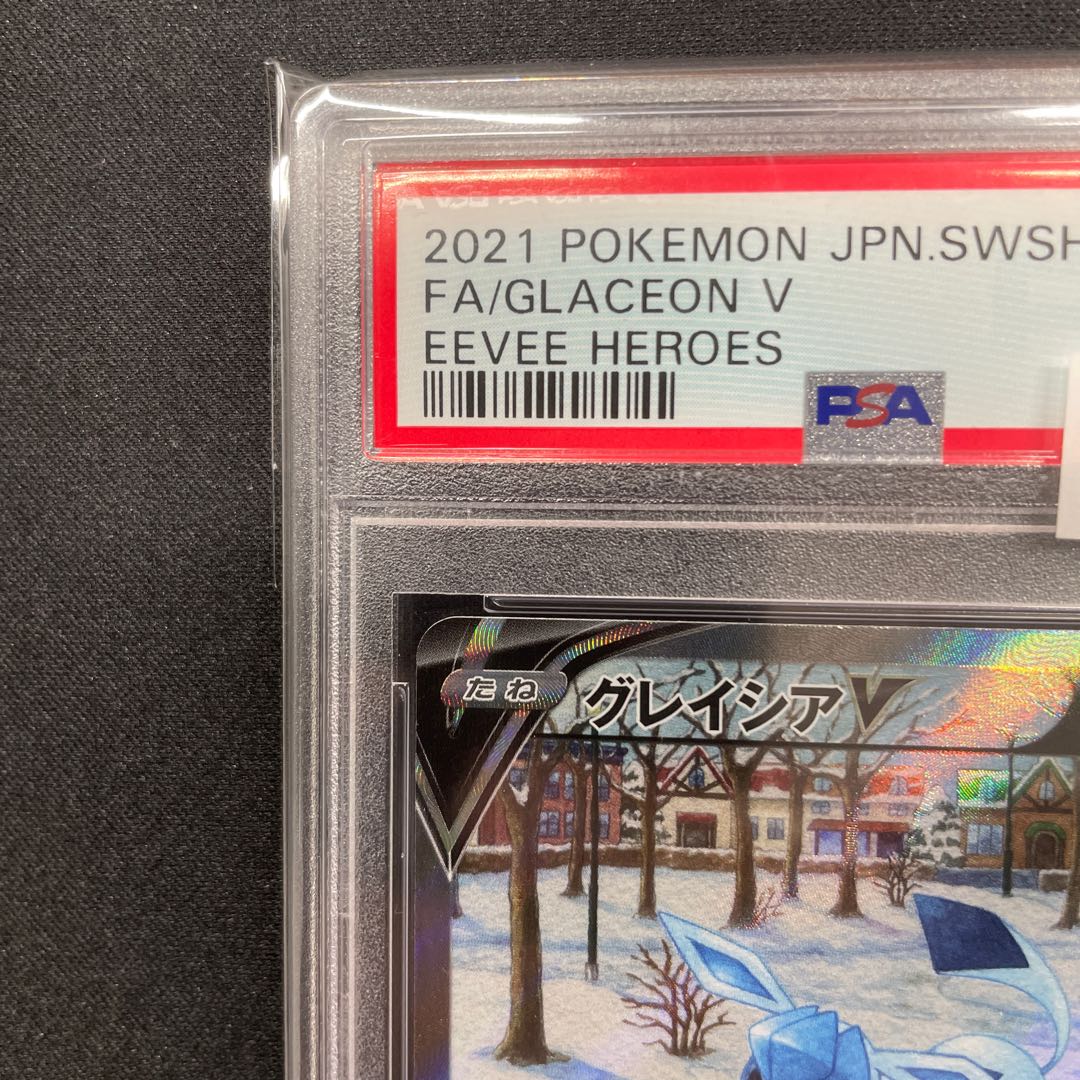 2021 POKEMON JPN.SWSH
FA/GLACEON V
EEVEE HEROES
PSA
たね
グレイシアV